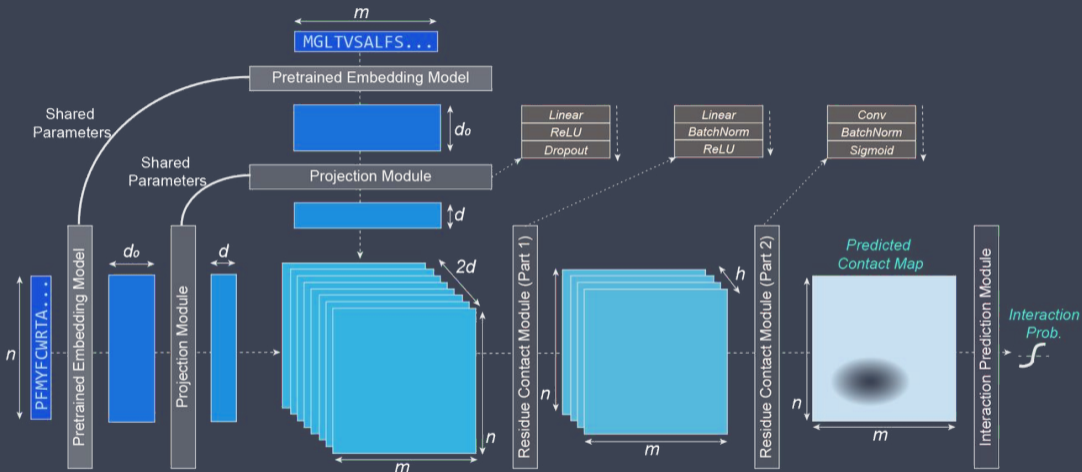 m
MGLTVSALFS...
Pretrained Embedding Model
Shared
Parameters
d₀
Linear
ReLU
Dropout
Linear
BatchNorm
ReLU
Conv
BatchNorm
Sigmoid
Shared
Parameters
Projection Module
d
n
PFMYFCWRTA...
Pretrained Embedding Model
d₀
Projection Module
d
2d
n
m
Residue Contact Module (Part 1)
h
n
m
Residue Contact Module (Part 2)
Predicted
Contact Map
n
m
Interaction Prediction Module
Interaction
Prob.